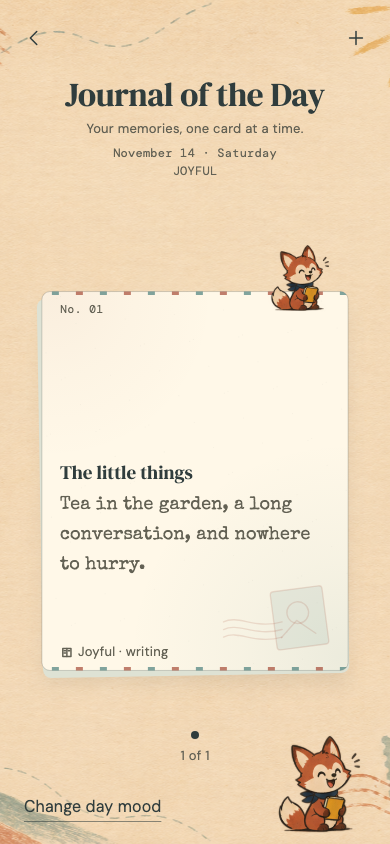 Journal of the Day
Your memories, one card at a time.
November 14 · Saturday
JOYFUL
No. 01
The little things
Tea in the garden, a long
conversation, and nowhere
to hurry.
Joyful · writing
1 of 1
Change day mood